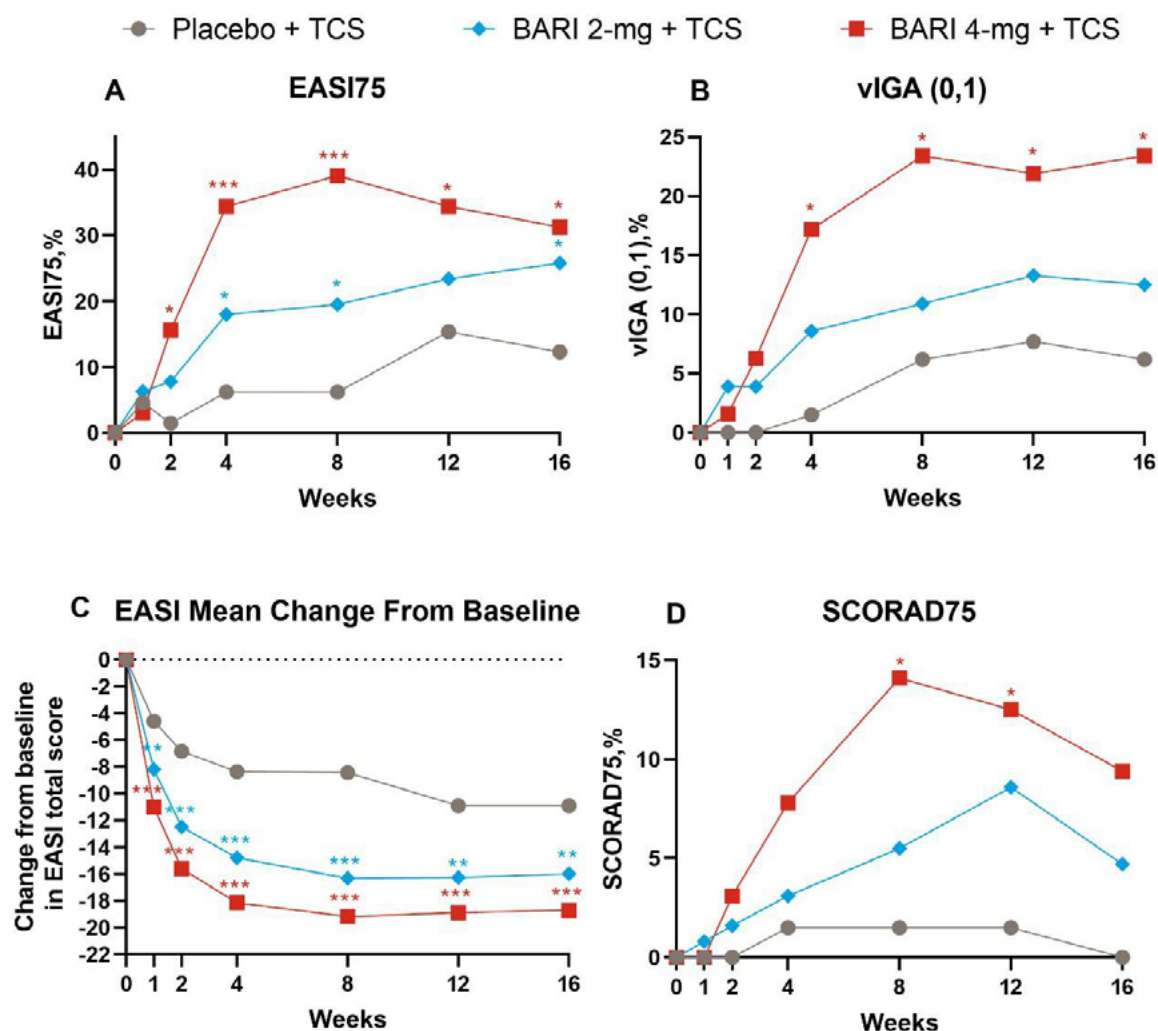 Placebo + TCS BARI 2-mg + TCS BARI 4-mg + TCS
A EASI75
EASI75,%
40
30
20
10
0
* *** *** * *
* * *
0 2 4 8 12 16
Weeks
B vIGA (0,1)
vIGA (0,1),%
25
20
15
10
5
0
* * * *
0 1 2 4 8 12 16
Weeks
C EASI Mean Change From Baseline
Change from baseline
in EASI total score
0
-2
-4
-6
-8
-10
-12
-14
-16
-18
-20
-22
** *** *** *** ** **
*** *** *** *** *** ***
0 1 2 4 8 12 16
Weeks
D SCORAD75
SCORAD75,%
15
10
5
0
* *
0 1 2 4 8 12 16
Weeks